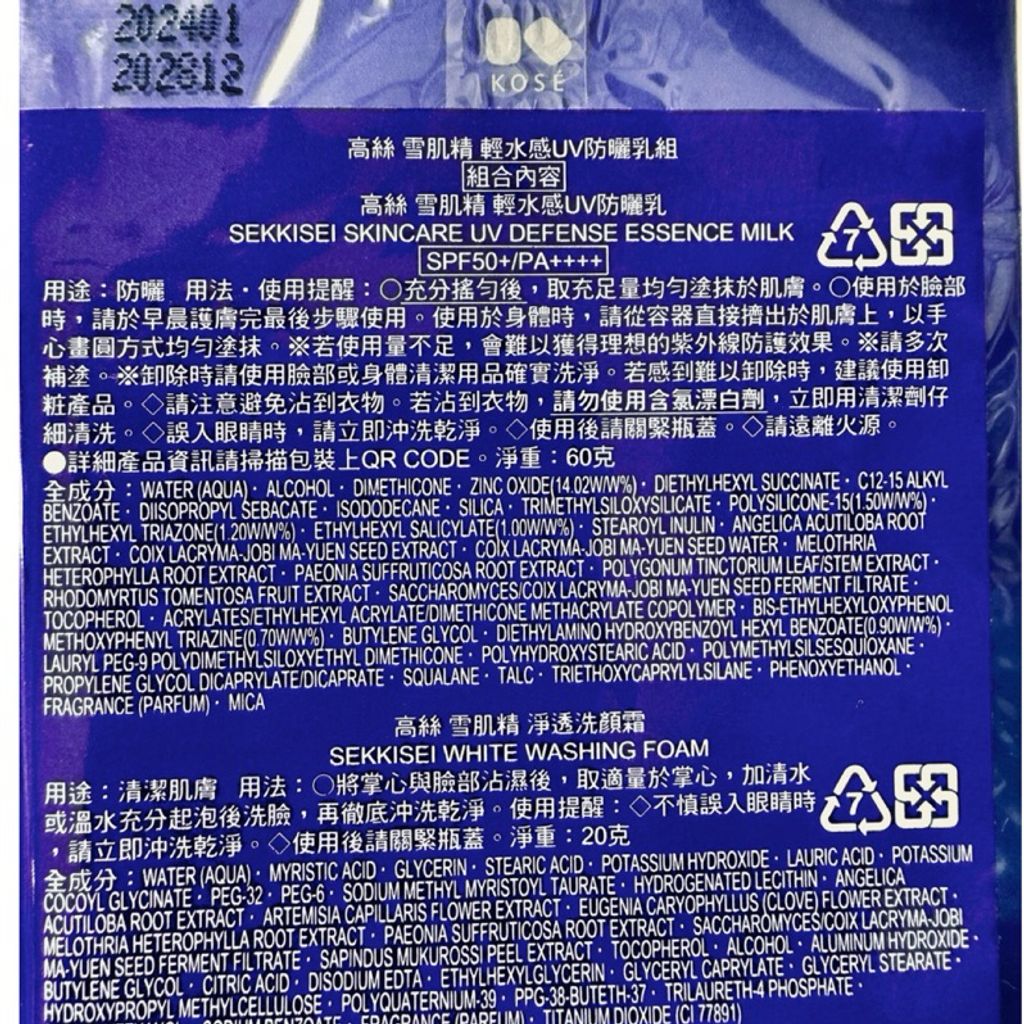 202401
202812
KOSÉ
高絲 雪肌精 輕水感UV防曬乳組
組合內容
高絲 雪肌精 輕水感UV防曬乳
SEKKISEI SKINCARE UV DEFENSE ESSENCE MILK
SPF50+/PA++++
7
用途：防曬 用法・使用提醒：○充分搖勻後，取充足量均勻塗抹於肌膚。○使用於臉部
時，請於早晨護膚完最後步驟使用。使用於身體時，請從容器直接擠出於肌膚上，以手
心畫圓方式均勻塗抹。※若使用量不足，會難以獲得理想的紫外線防護效果。※請多次
補塗。※卸除時請使用臉部或身體清潔用品確實洗淨。若感到難以卸除時，建議使用卸
粧產品。◇請注意避免沾到衣物。若沾到衣物，請勿使用含氯漂白劑，立即用清潔劑仔
細清洗。◇誤入眼睛時，請立即沖洗乾淨。◇使用後請關緊瓶蓋。◇請遠離火源。
●詳細產品資訊請掃描包裝上QR CODE。淨重：60克
全成分：WATER (AQUA)・ALCOHOL・DIMETHICONE・ZINC OXIDE(14.02W/W%)・DIETHYLHEXYL SUCCINATE・C12-15 ALKYL
BENZOATE・DIISOPROPYL SEBACATE・ISODODECANE・SILICA・TRIMETHYLSILOXYSILICATE・POLYSILICONE-15(1.50W/W%)・
ETHYLHEXYL TRIAZONE(1.20W/W%)・ETHYLHEXYL SALICYLATE(1.00W/W%)・STEAROYL INULIN・ANGELICA ACUTILOBA ROOT
EXTRACT・COIX LACRYMA-JOBI MA-YUEN SEED EXTRACT・COIX LACRYMA-JOBI MA-YUEN SEED WATER・MELOTHRIA
HETEROPHYLLA ROOT EXTRACT・PAEONIA SUFFRUTICOSA ROOT EXTRACT・POLYGONUM TINCTORIUM LEAF/STEM EXTRACT・
RHODOMYRTUS TOMENTOSA FRUIT EXTRACT・SACCHAROMYCES/COIX LACRYMA-JOBI MA-YUEN SEED FERMENT FILTRATE・
TOCOPHEROL・ACRYLATES/ETHYLHEXYL ACRYLATE/DIMETHICONE METHACRYLATE COPOLYMER・BIS-ETHYLHEXYLOXYPHENOL
METHOXYPHENYL TRIAZINE(0.70W/W%)・BUTYLENE GLYCOL・DIETHYLAMINO HYDROXYBENZOYL HEXYL BENZOATE(0.90W/W%)・
LAURYL PEG-9 POLYDIMETHYLSILOXYETHYL DIMETHICONE・POLYHYDROXYSTEARIC ACID・POLYMETHYLSILSESQUIOXANE・
PROPYLENE GLYCOL DICAPRYLATE/DICAPRATE・SQUALANE・TALC・TRIETHOXYCAPRYLYLSILANE・PHENOXYETHANOL・
FRAGRANCE (PARFUM)・MICA
高絲 雪肌精 淨透洗顏霜
SEKKISEI WHITE WASHING FOAM
7
用途：清潔肌膚 用法：○將掌心與臉部沾濕後，取適量於掌心，加清水
或溫水充分起泡後洗臉，再徹底沖洗乾淨。使用提醒：◇不慎誤入眼睛時
，請立即沖洗乾淨。◇使用後請關緊瓶蓋。淨重：20克
全成分：WATER (AQUA)・MYRISTIC ACID・GLYCERIN・STEARIC ACID・POTASSIUM HYDROXIDE・LAURIC ACID・POTASSIUM
COCOYL GLYCINATE・PEG-32・PEG-6・SODIUM METHYL MYRISTOYL TAURATE・HYDROGENATED LECITHIN・ANGELICA
ACUTILOBA ROOT EXTRACT・ARTEMISIA CAPILLARIS FLOWER EXTRACT・EUGENIA CARYOPHYLLUS (CLOVE) FLOWER EXTRACT・
MELOTHRIA HETEROPHYLLA ROOT EXTRACT・PAEONIA SUFFRUTICOSA ROOT EXTRACT・SACCHAROMYCES/COIX LACRYMA-JOBI
MA-YUEN SEED FERMENT FILTRATE・SAPINDUS MUKUROSSI PEEL EXTRACT・TOCOPHEROL・ALCOHOL・ALUMINUM HYDROXIDE・
BUTYLENE GLYCOL・CITRIC ACID・DISODIUM EDTA・ETHYLHEXYLGLYCERIN・GLYCERYL CAPRYLATE・GLYCERYL STEARATE・
HYDROXYPROPYL METHYLCELLULOSE・POLYQUATERNIUM-39・PPG-38-BUTETH-37・TRILAURETH-4 PHOSPHATE・
SODIUM BENZOATE・FRAGRANCE (PARFUM)・TITANIUM DIOXIDE (CI 77891)